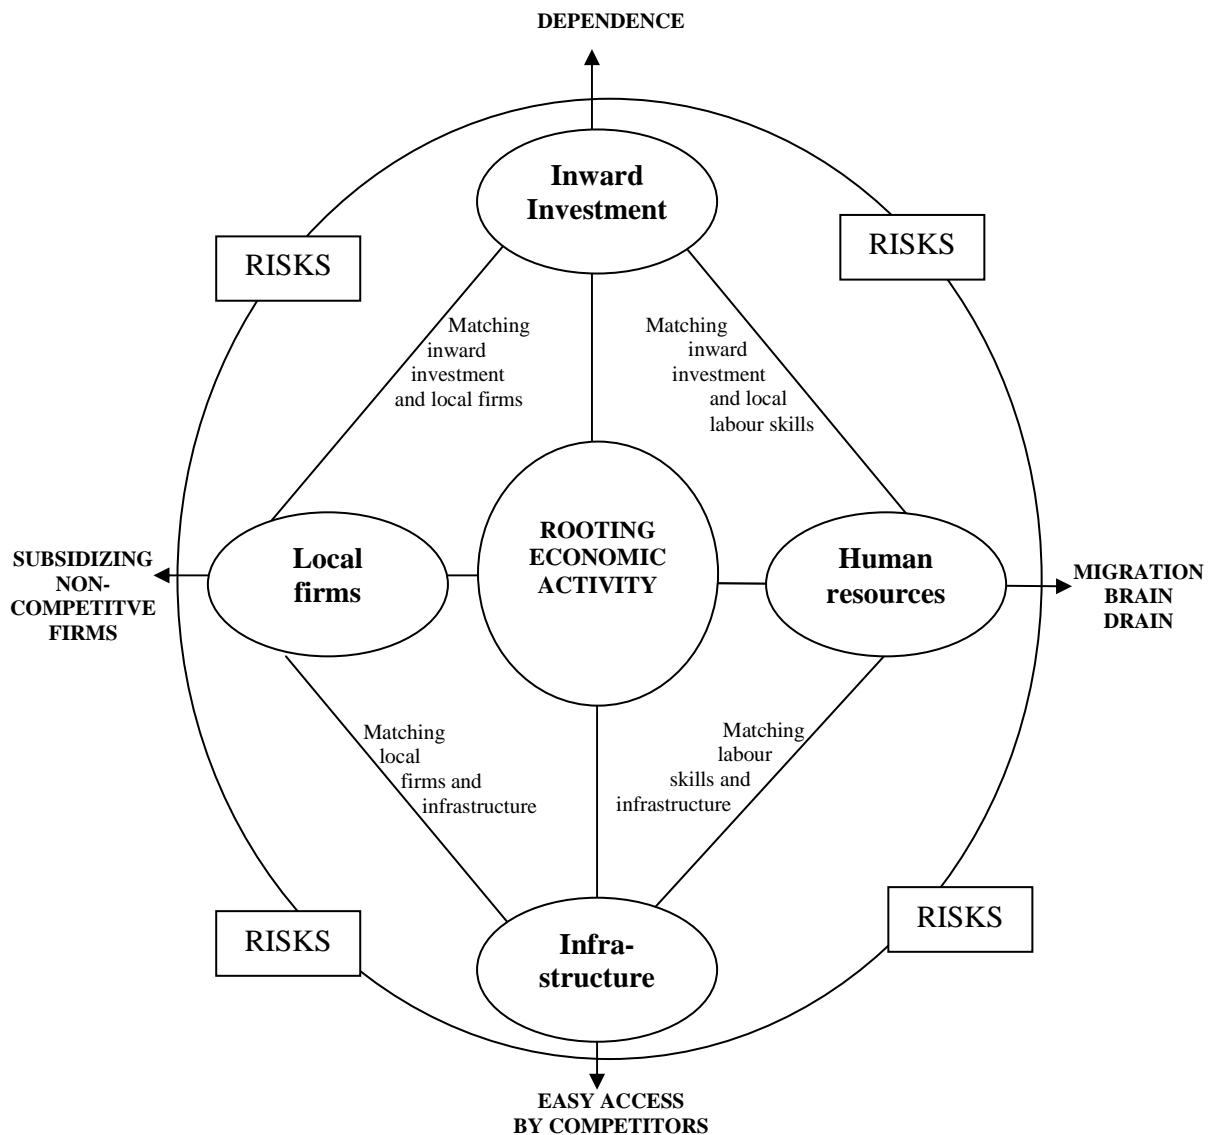 DEPENDENCE
Inward
Investment
RISKS
RISKS
Matching
inward
investment
and local firms
Matching
inward
investment
and local
labour skills
SUBSIDIZING
NON-
COMPETITVE
FIRMS
Local
firms
ROOTING
ECONOMIC
ACTIVITY
Human
resources
MIGRATION
BRAIN
DRAIN
Matching
local
firms and
infrastructure
Matching
labour
skills and
infrastructure
RISKS
RISKS
Infra-
structure
EASY ACCESS
BY COMPETITORS